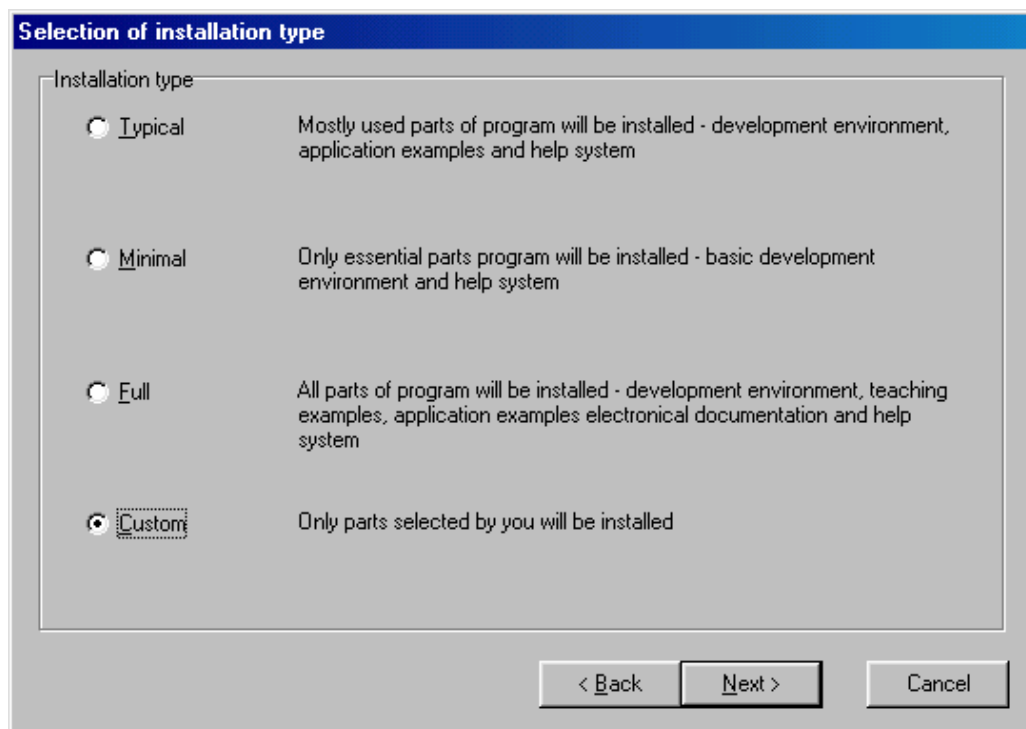 Selection of installation type
Installation type
Typical
Mostly used parts of program will be installed - development environment,
application examples and help system
Minimal
Only essential parts program will be installed - basic development
environment and help system
Full
All parts of program will be installed - development environment, teaching
examples, application examples electronical documentation and help
system
Custom
Only parts selected by you will be installed
< Back
Next >
Cancel